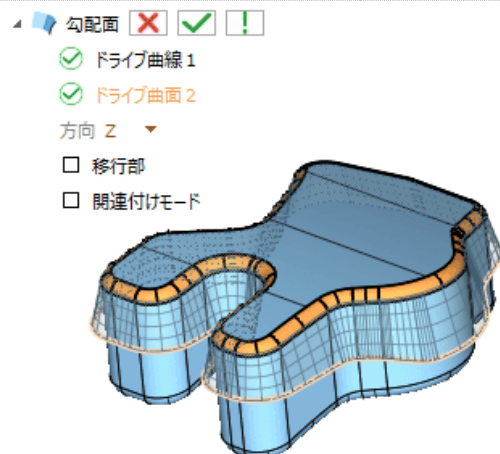 勾配面
ドライブ曲線 1
ドライブ曲面 2
方向 Z
移行部
関連付けモード